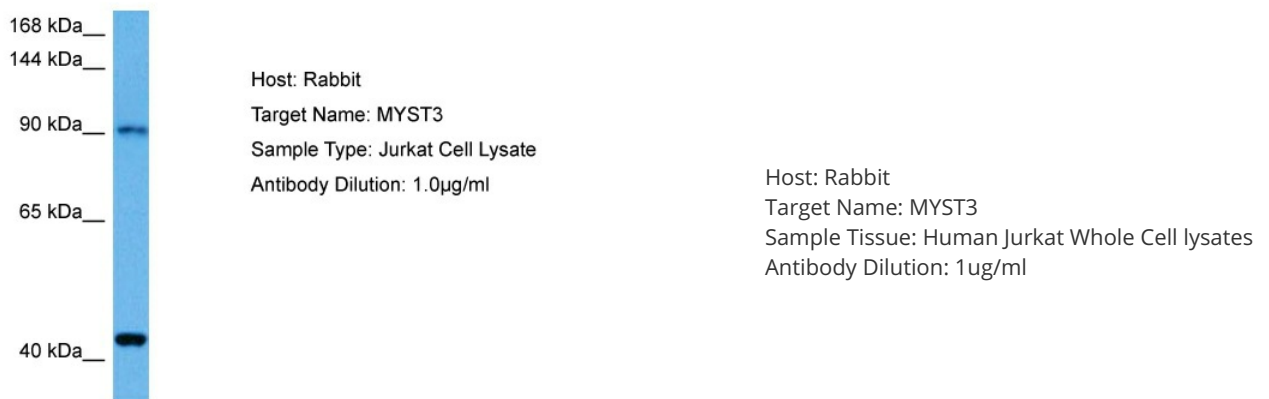 168 kDa__
144 kDa__
90 kDa__
65 kDa__
40 kDa__
Host: Rabbit
Target Name: MYST3
Sample Type: Jurkat Cell Lysate
Antibody Dilution: 1.0µg/ml
Host: Rabbit
Target Name: MYST3
Sample Tissue: Human Jurkat Whole Cell lysates
Antibody Dilution: 1ug/ml